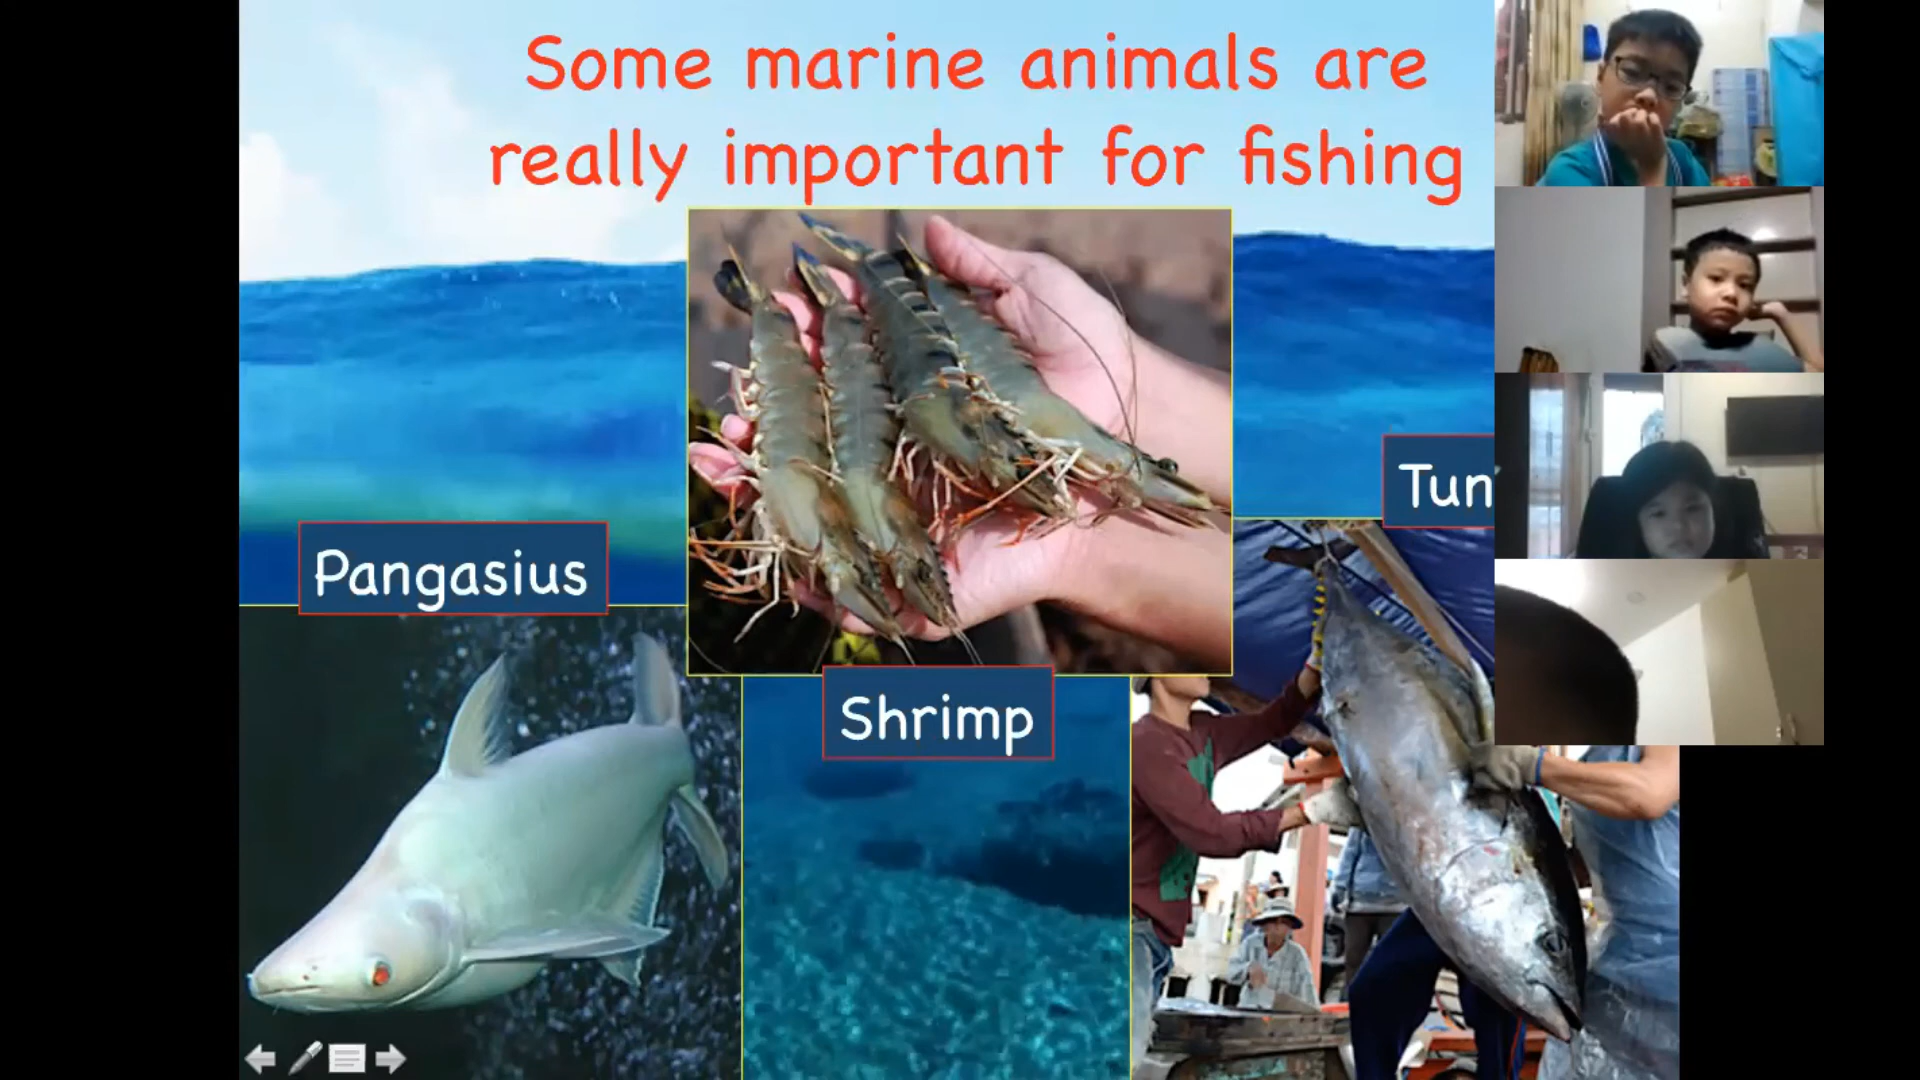 Some marine animals are
really important for fishing
Tun
Pangasius
Shrimp